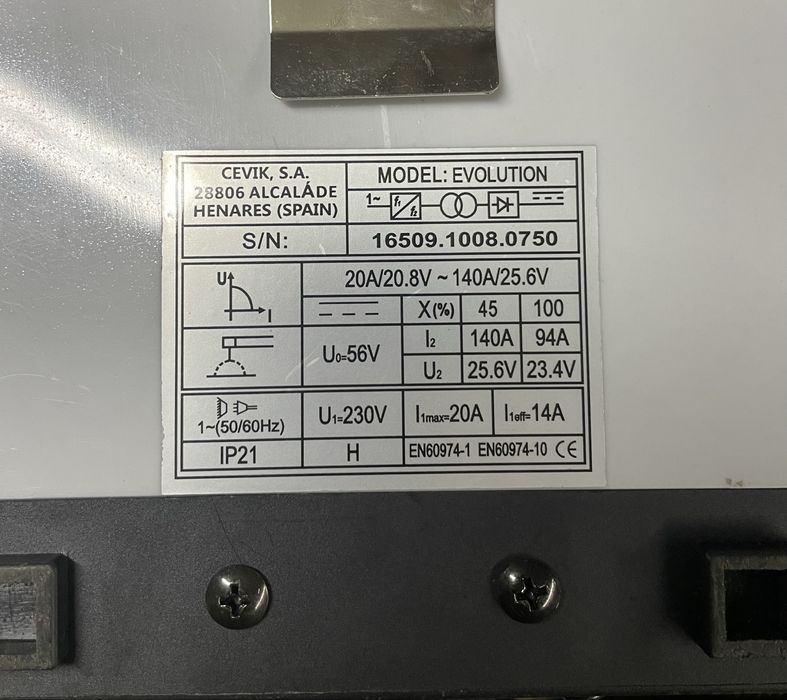 CEVIK, S.A.
28806 ALCALÁDE
HENARES (SPAIN)
MODEL: EVOLUTION
1~ f1 f2
S/N: 16509.1008.0750
U
I
20A/20.8V ~ 140A/25.6V
X(%) 45 100
U0=56V
I2 140A 94A
U2 25.6V 23.4V
1~(50/60Hz)
U1=230V I1max=20A I1eff=14A
IP21 H EN60974-1 EN60974-10 CE